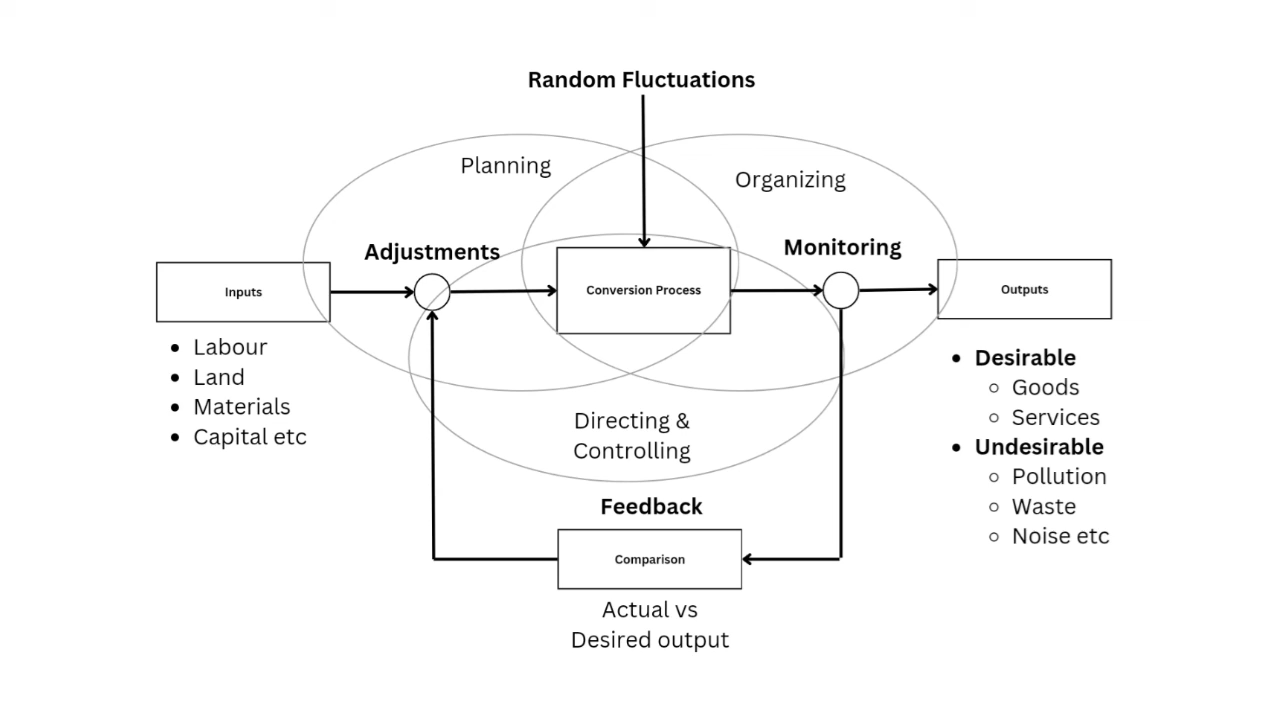 Random Fluctuations
Planning
Organizing
Adjustments
Monitoring
Inputs
Conversion Process
Outputs
Labour
Land
Materials
Capital etc
Desirable
Goods
Services
Undesirable
Pollution
Waste
Noise etc
Directing &
Controlling
Feedback
Comparison
Actual vs
Desired output